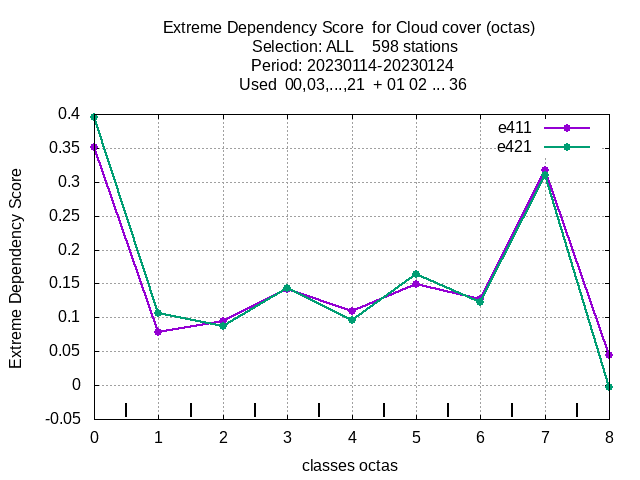 Extreme Dependency Score  for Cloud cover (octas)
Selection: ALL    598 stations
Period: 20230114-20230124
Used  00,03,...,21  + 01 02 ... 36
e411
e421
Extreme Dependency Score
0.4
0.35
0.3
0.25
0.2
0.15
0.1
0.05
0
-0.05
0 1 2 3 4 5 6 7 8
classes octas